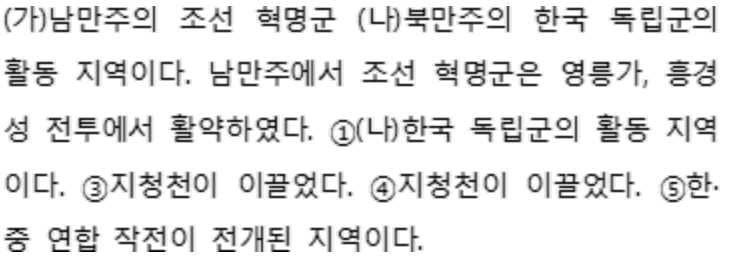 (가)남만주의 조선 혁명군 (나)북만주의 한국 독립군의
활동 지역이다. 남만주에서 조선 혁명군은 영릉가, 흥경
성 전투에서 활약하였다. ①(나)한국 독립군의 활동 지역
이다. ③지청천이 이끌었다. ④지청천이 이끌었다. ⑤한·
중 연합 작전이 전개된 지역이다.